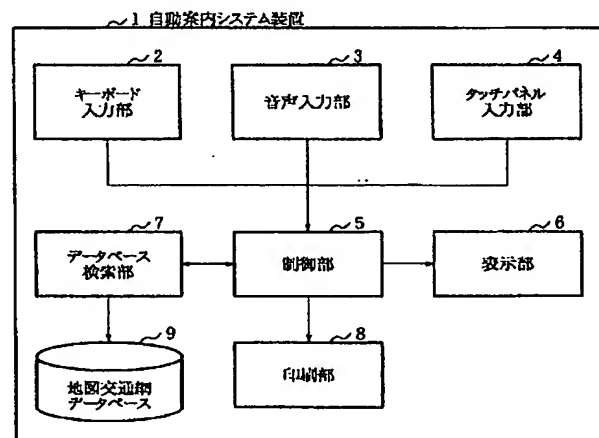 1 自動案内システム装置
2
3
4
キーボード
入力部
音声入力部
タッチパネル
入力部
7
5
6
データベース
検索部
制御部
表示部
9
8
地図交通網
データベース
印刷部